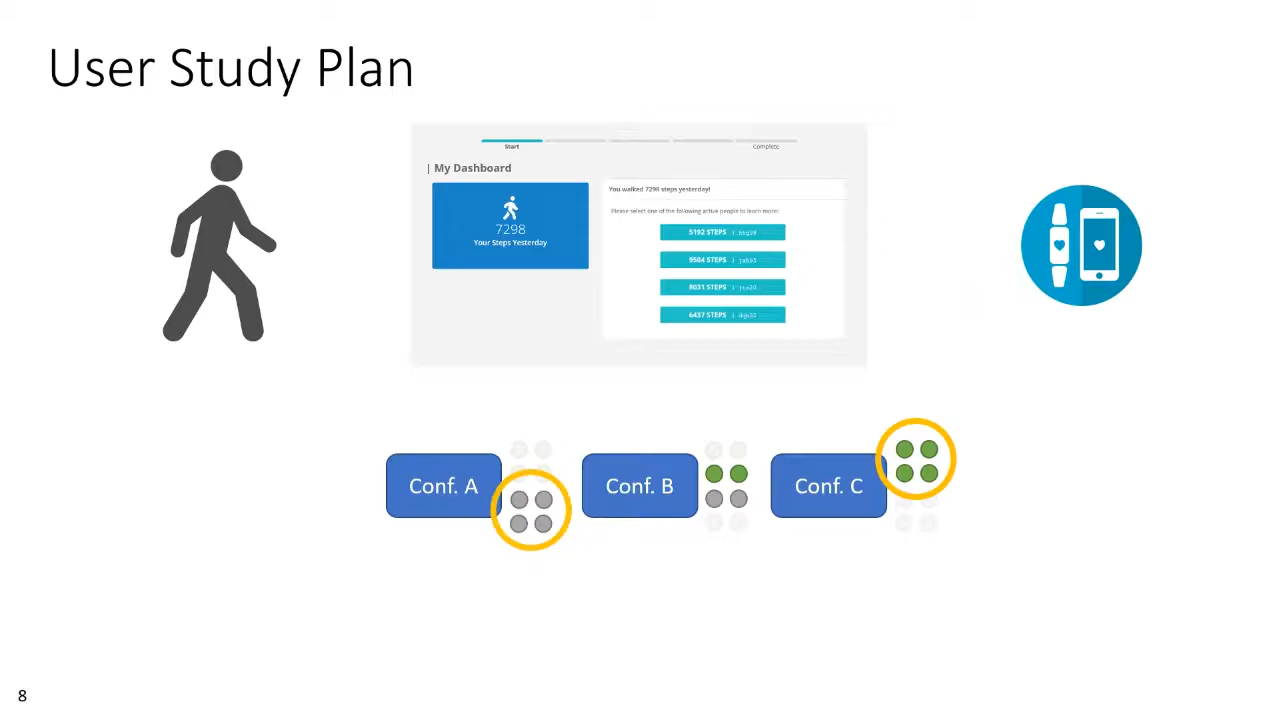 User Study Plan
Start
Complete
| My Dashboard
7298
Your Steps Yesterday
You walked 7298 steps yesterday!
Please select one of the following active people to learn more:
5192 STEPS |
9504 STEPS |
8031 STEPS |
6437 STEPS |
Conf. A
Conf. B
Conf. C
8